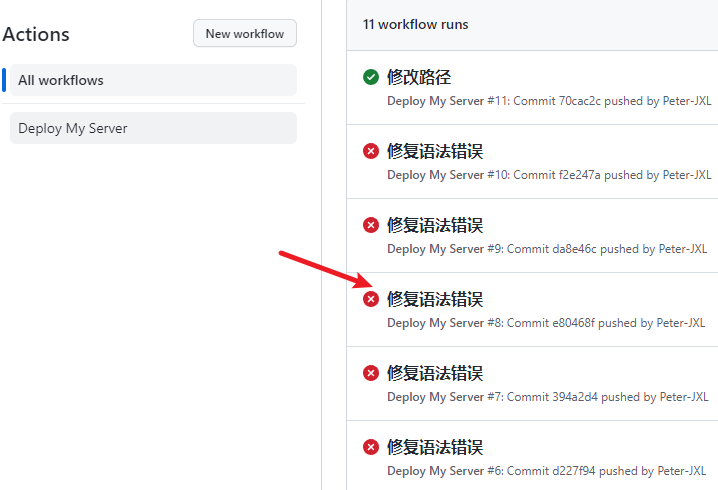 Actions
New workflow
All workflows
Deploy My Server
11 workflow runs
修改路径
Deploy My Server #11: Commit 70cac2c pushed by Peter-JXL
修复语法错误
Deploy My Server #10: Commit f2e247a pushed by Peter-JXL
修复语法错误
Deploy My Server #9: Commit da8e46c pushed by Peter-JXL
修复语法错误
Deploy My Server #8: Commit e80468f pushed by Peter-JXL
修复语法错误
Deploy My Server #7: Commit 394a2d4 pushed by Peter-JXL
修复语法错误
Deploy My Server #6: Commit d227f94 pushed by Peter-JXL